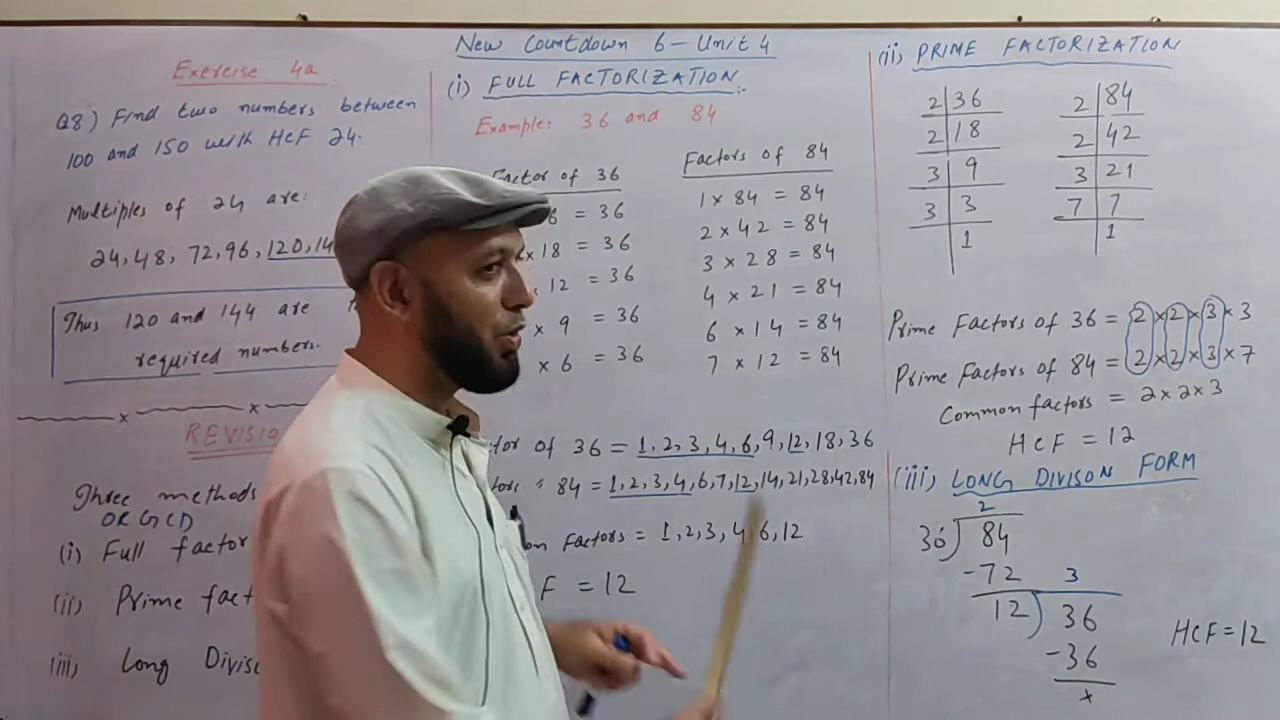 New Countdown 6 - Unit 4
Exercise 4a
Q8) Find two numbers between
100 and 150 with HCF 24.
Multiples of 24 are:
24, 48, 72, 96, 120, 14
Thus 120 and 144 are
required numbers.
REVISIO
Three methods
OR GCD
(i) Full factor
(ii) Prime fact
(iii) Long Divis
(i) FULL FACTORIZATION:-
Example: 36 and 84
Factor of 36
6 = 36
x 18 = 36
12 = 36
x 9 = 36
x 6 = 36
Factors of 84
1 x 84 = 84
2 x 42 = 84
3 x 28 = 84
4 x 21 = 84
6 x 14 = 84
7 x 12 = 84
tor of 36 = 1, 2, 3, 4, 6, 9, 12, 18, 36
tors " 84 = 1, 2, 3, 4, 6, 7, 12, 14, 21, 28, 42, 84
on Factors = 1, 2, 3, 4, 6, 12
F = 12
(ii) PRIME FACTORIZATION
2 | 36
2 | 18
3 | 9
3 | 3
1
2 | 84
2 | 42
3 | 21
7 | 7
1
Prime Factors of 36 = 2 x 2 x 3 x 3
Prime Factors of 84 = 2 x 2 x 3 x 7
Common factors = 2 x 2 x 3
HCF = 12
(iii) LONG DIVISON FORM
2
36 ) 84
-72 3
12 ) 36
-36
x
HCF = 12